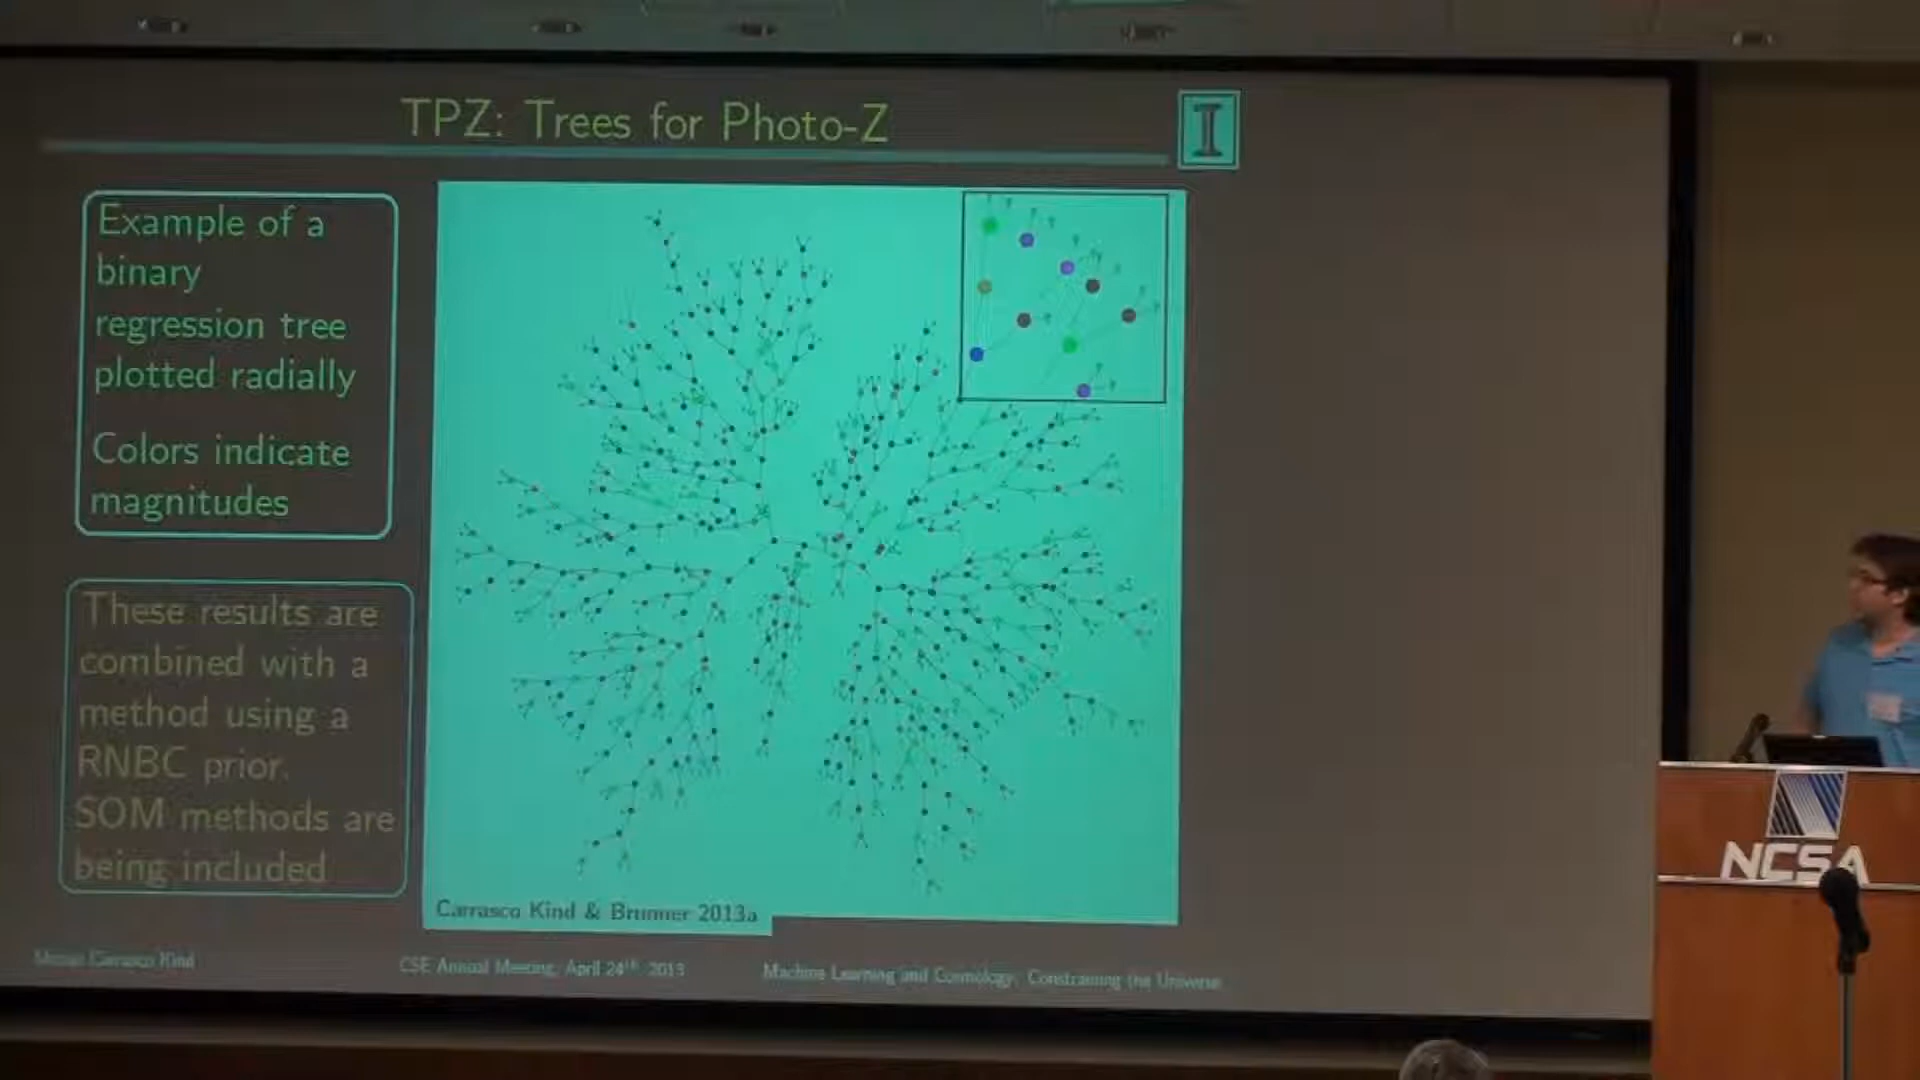 TPZ: Trees for Photo-Z
I
Example of a
binary
regression tree
plotted radially
Colors indicate
magnitudes
These results are
combined with a
method using a
RNBC prior.
SOM methods are
being included
Carrasco Kind & Brunner 2013a
Carrasco Kind
CSE Annual Meeting, April 24th, 2013
Machine Learning and Cosmology: Constraining the Universe
NCSA